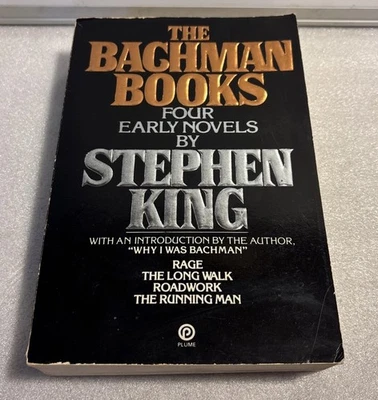 THE
BACHMAN
BOOKS
FOUR
EARLY NOVELS
BY
STEPHEN
KING
WITH AN INTRODUCTION BY THE AUTHOR,
"WHY I WAS BACHMAN"
RAGE
THE LONG WALK
ROADWORK
THE RUNNING MAN
P
PLUME